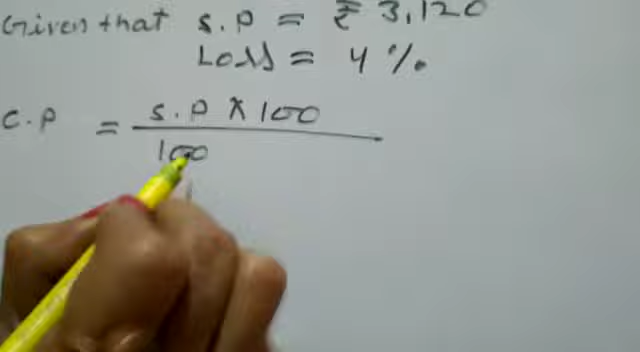 Given that S.P = ₹ 3,120
Loss = 4 %.
C.P = S.P X 100
100